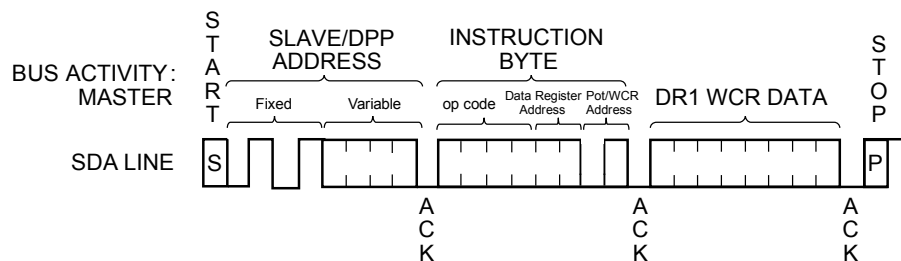 START
SLAVE/DPP
ADDRESS
INSTRUCTION
BYTE
STOP
BUS ACTIVITY:
MASTER
Fixed
Variable
op code
Data Register
Address
Pot/WCR
Address
DR1 WCR DATA
SDA LINE
S
P
ACK
ACK
ACK